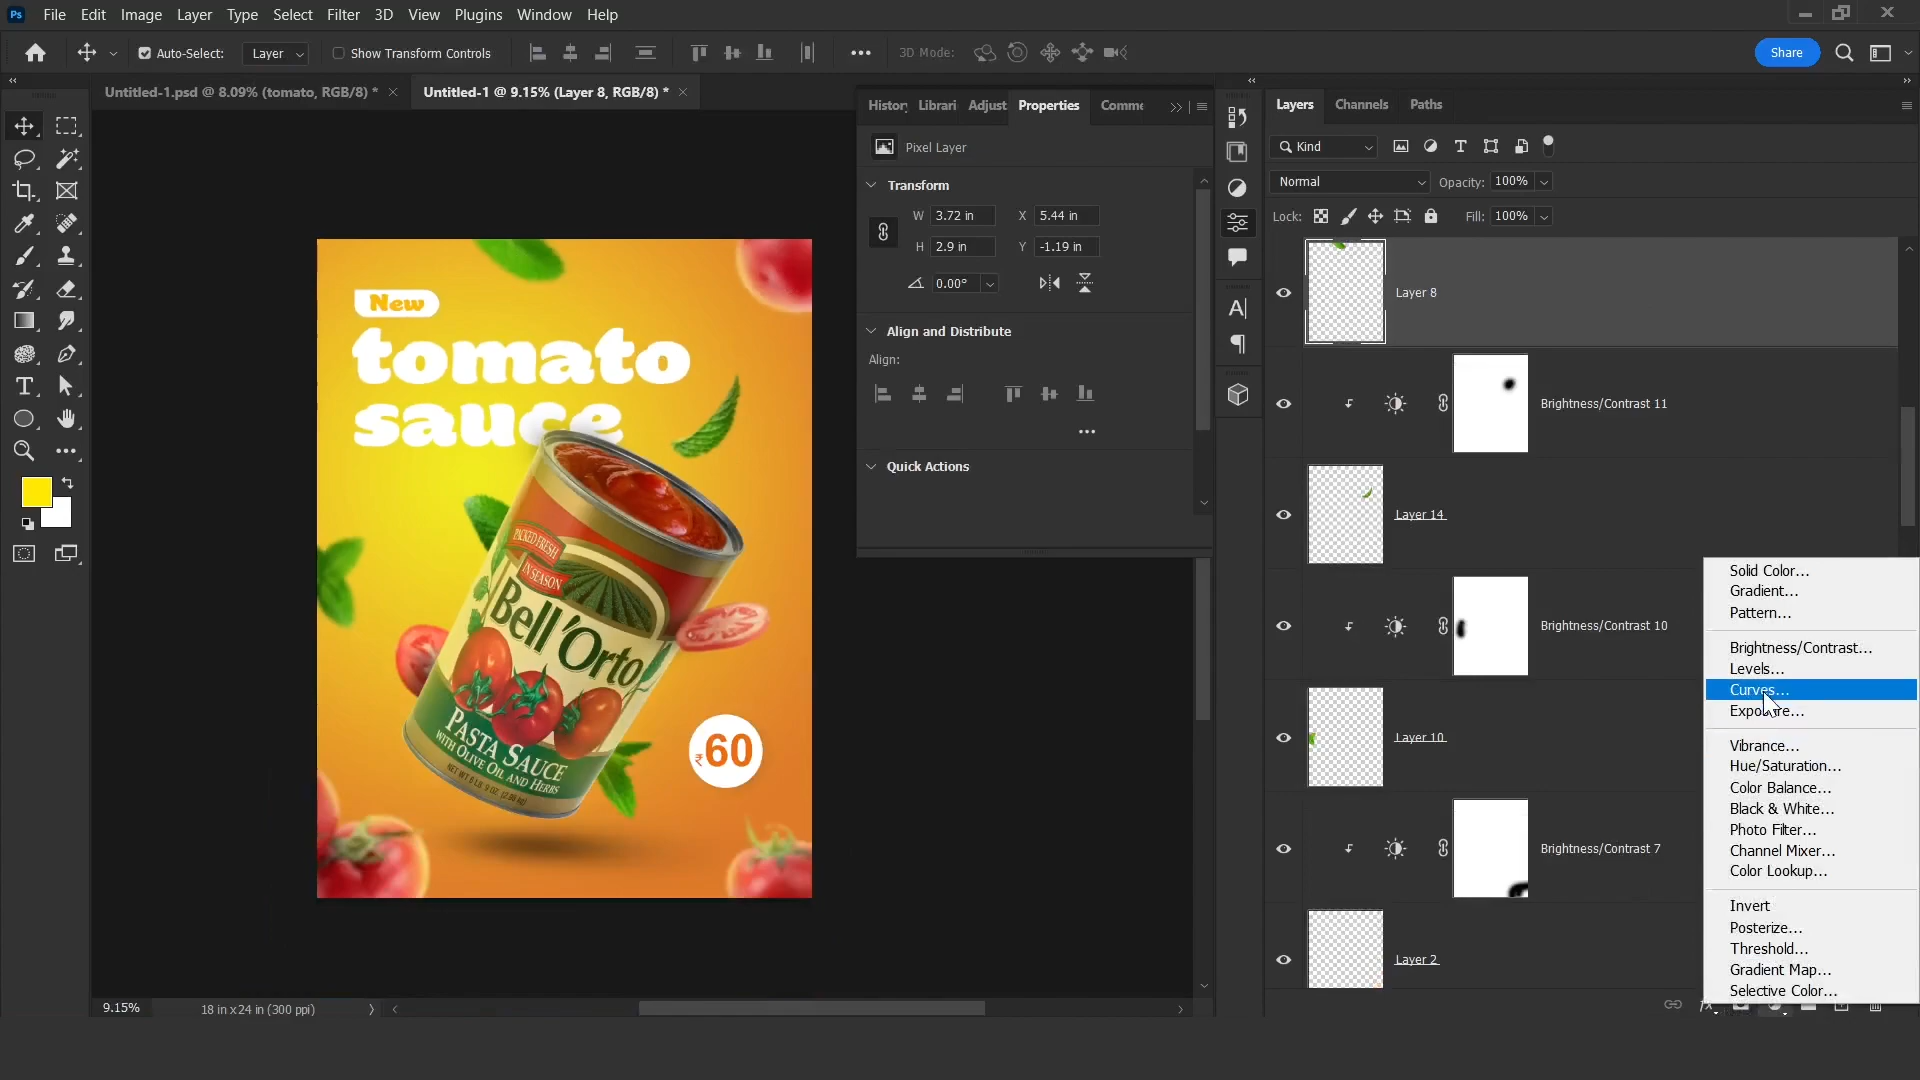 Ps File Edit Image Layer Type Select Filter 3D View Plugins Window Help
Auto-Select: Layer Show Transform Controls 3D Mode: Share
Untitled-1.psd @ 8.09% (tomato, RGB/8) *
Untitled-1 @ 9.15% (Layer 8, RGB/8) *
Histor Librari Adjust Properties Comme
Pixel Layer
Transform
W 3.72 in X 5.44 in
H 2.9 in Y -1.19 in
0.00°
Align and Distribute
Align:
Quick Actions
New
tomato
sauce
PACKED FRESH
IN SEASON
Bell'Orto
PASTA SAUCE
WITH OLIVE OIL AND HERBS
₹60
9.15% 18 in x 24 in (300 ppi)
Layers Channels Paths
Kind
Normal Opacity: 100%
Lock: Fill: 100%
Layer 8
Brightness/Contrast 11
Layer 14
Brightness/Contrast 10
Layer 10
Brightness/Contrast 7
Layer 2
fx
Solid Color...
Gradient...
Pattern...
Brightness/Contrast...
Levels...
Curves...
Exposure...
Vibrance...
Hue/Saturation...
Color Balance...
Black & White...
Photo Filter...
Channel Mixer...
Color Lookup...
Invert
Posterize...
Threshold...
Gradient Map...
Selective Color...